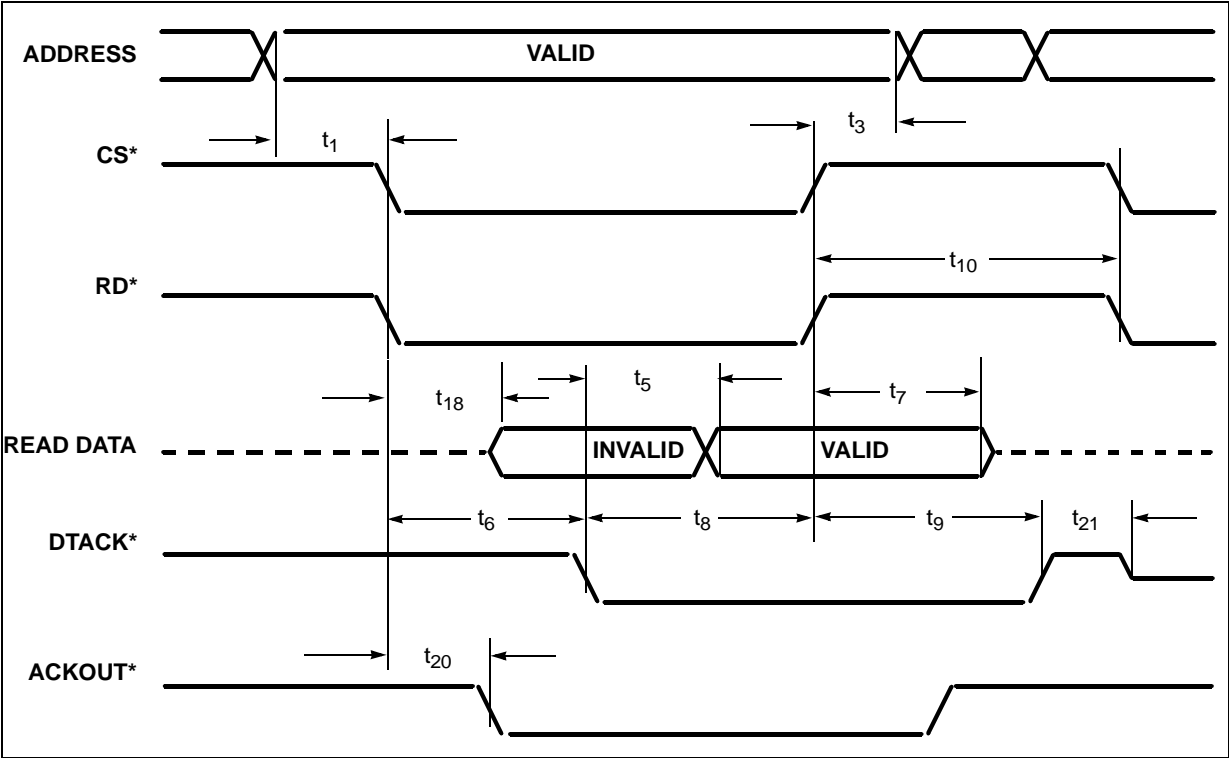 ADDRESS
VALID
t3
CS*
t1
RD*
t10
t18
t5
t7
READ DATA
INVALID
VALID
DTACK*
t6
t8
t9
t21
ACKOUT*
t20